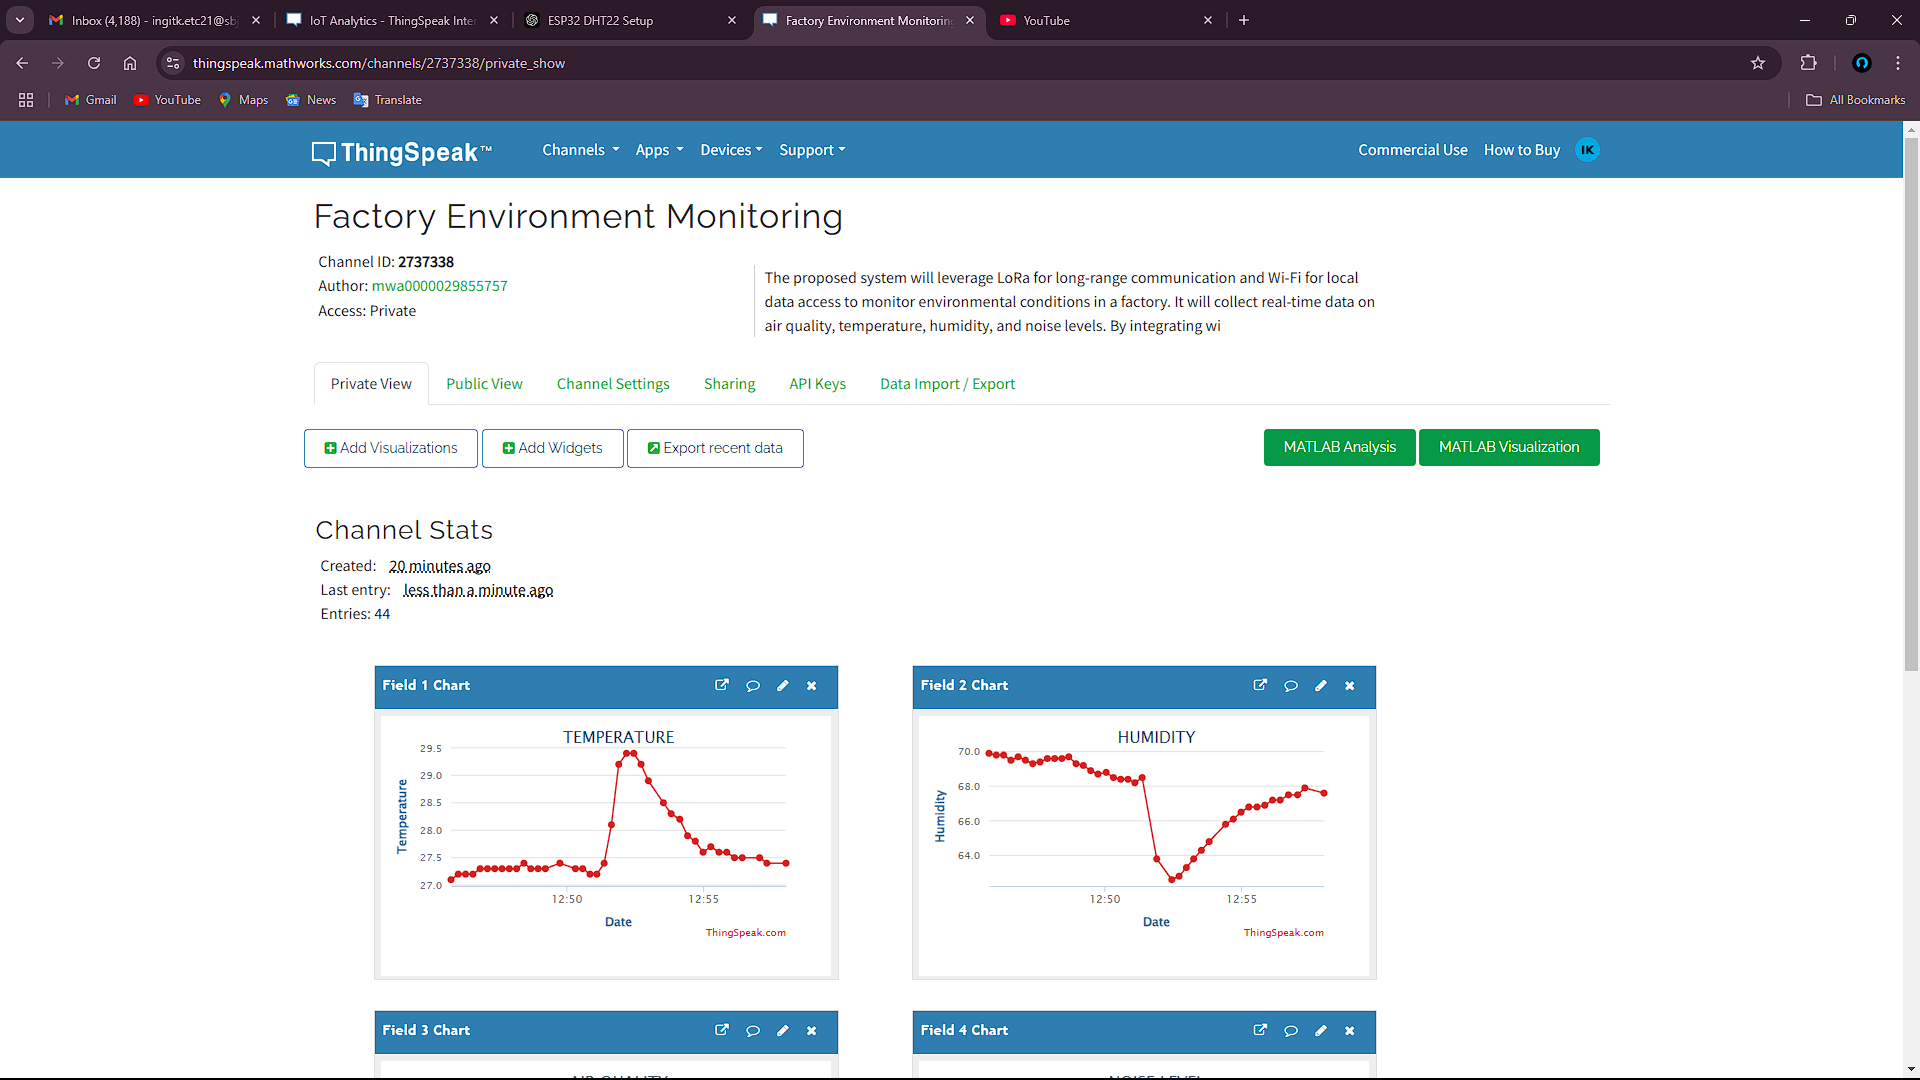 Inbox (4,188) - ingitk.etc21@sb
IoT Analytics - ThingSpeak Inter
ESP32 DHT22 Setup
Factory Environment Monitorin
YouTube
thingspeak.mathworks.com/channels/2737338/private_show
Gmail YouTube Maps News Translate All Bookmarks
ThingSpeak™ Channels Apps Devices Support Commercial Use How to Buy IK
Factory Environment Monitoring
Channel ID: 2737338
Author: mwa0000029855757
Access: Private
The proposed system will leverage LoRa for long-range communication and Wi-Fi for local
data access to monitor environmental conditions in a factory. It will collect real-time data on
air quality, temperature, humidity, and noise levels. By integrating wi
Private View Public View Channel Settings Sharing API Keys Data Import / Export
Add Visualizations Add Widgets Export recent data MATLAB Analysis MATLAB Visualization
Channel Stats
Created: 20 minutes ago
Last entry: less than a minute ago
Entries: 44
Field 1 Chart
TEMPERATURE
Temperature
29.5
29.0
28.5
28.0
27.5
27.0
12:50 12:55
Date
ThingSpeak.com
Field 2 Chart
HUMIDITY
Humidity
70.0
68.0
66.0
64.0
12:50 12:55
Date
ThingSpeak.com
Field 3 Chart
AIR QUALITY
Field 4 Chart
NOISE LEVEL